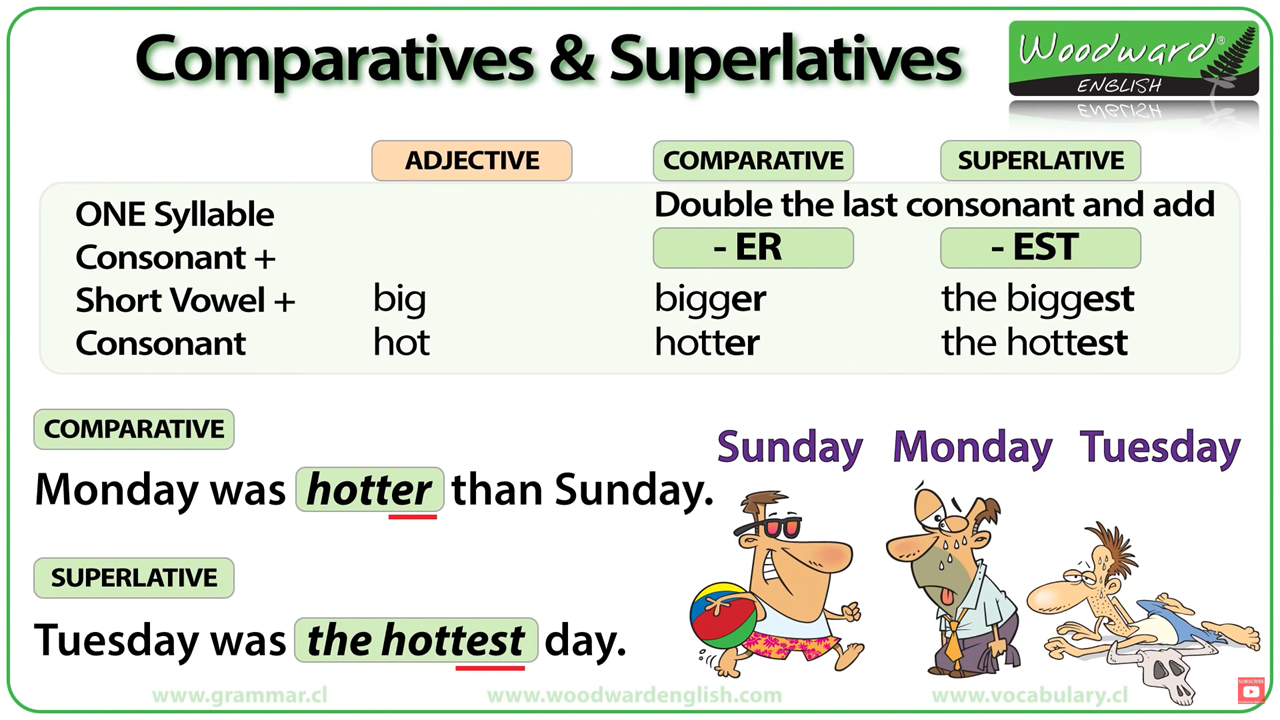 Comparatives & Superlatives
Woodward®
ENGLISH
ADJECTIVE COMPARATIVE SUPERLATIVE
ONE Syllable
Consonant +
Short Vowel +
Consonant
Double the last consonant and add
- ER - EST
big bigger the biggest
hot hotter the hottest
COMPARATIVE
Monday was hotter than Sunday.
SUPERLATIVE
Tuesday was the hottest day.
Sunday Monday Tuesday
www.grammar.cl www.woodwardenglish.com www.vocabulary.cl
SUBSCRIBE